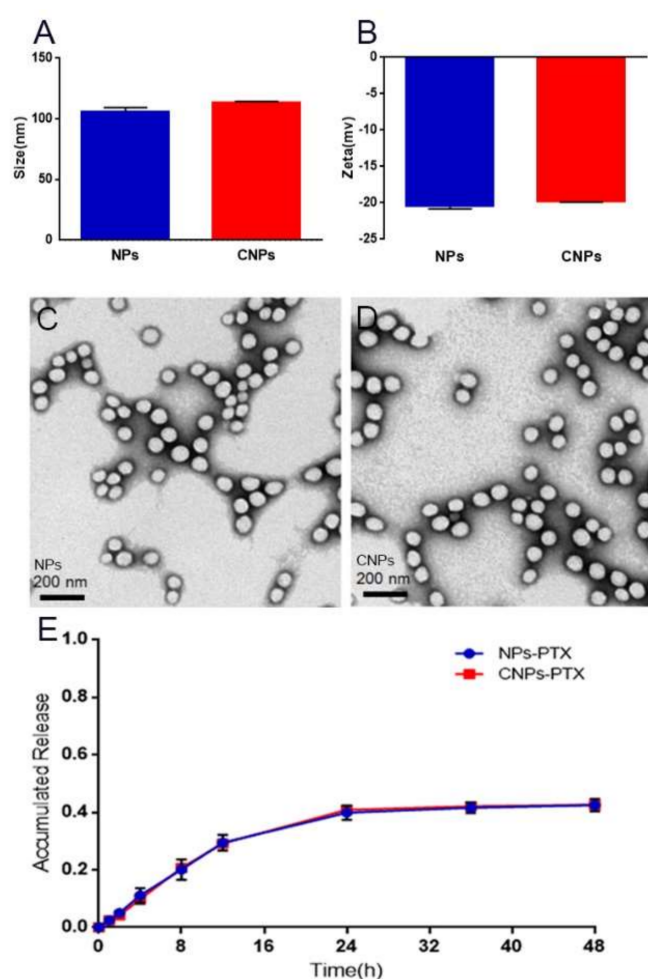 A
Size(nm)
150
100
50
0
NPs
CNPs
B
Zeta(mv)
0
-5
-10
-15
-20
-25
NPs
CNPs
C
NPs
200 nm
D
CNPs
200 nm
E
Accumulated Release
1.0
0.8
0.6
0.4
0.2
0.0
NPs-PTX
CNPs-PTX
0 8 16 24 32 40 48
Time(h)